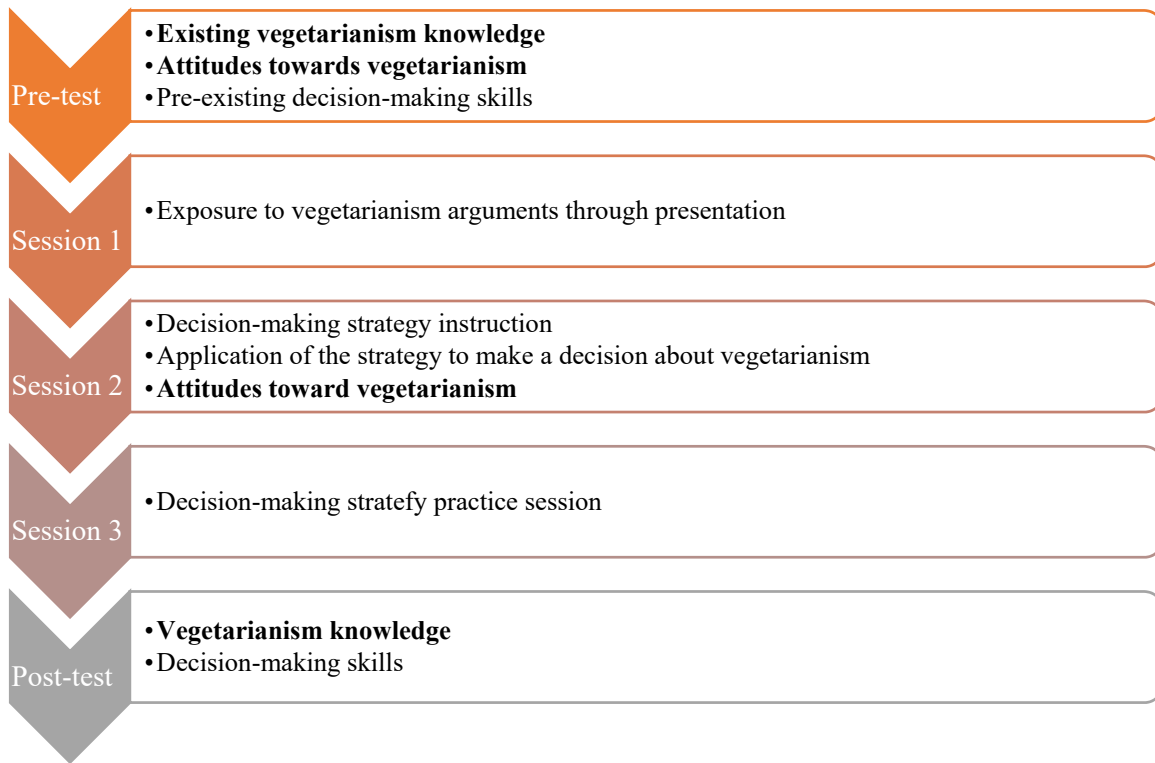 Pre-test
•Existing vegetarianism knowledge
•Attitudes towards vegetarianism
•Pre-existing decision-making skills
Session 1
•Exposure to vegetarianism arguments through presentation
Session 2
•Decision-making strategy instruction
•Application of the strategy to make a decision about vegetarianism
•Attitudes toward vegetarianism
Session 3
•Decision-making stratefy practice session
Post-test
•Vegetarianism knowledge
•Decision-making skills